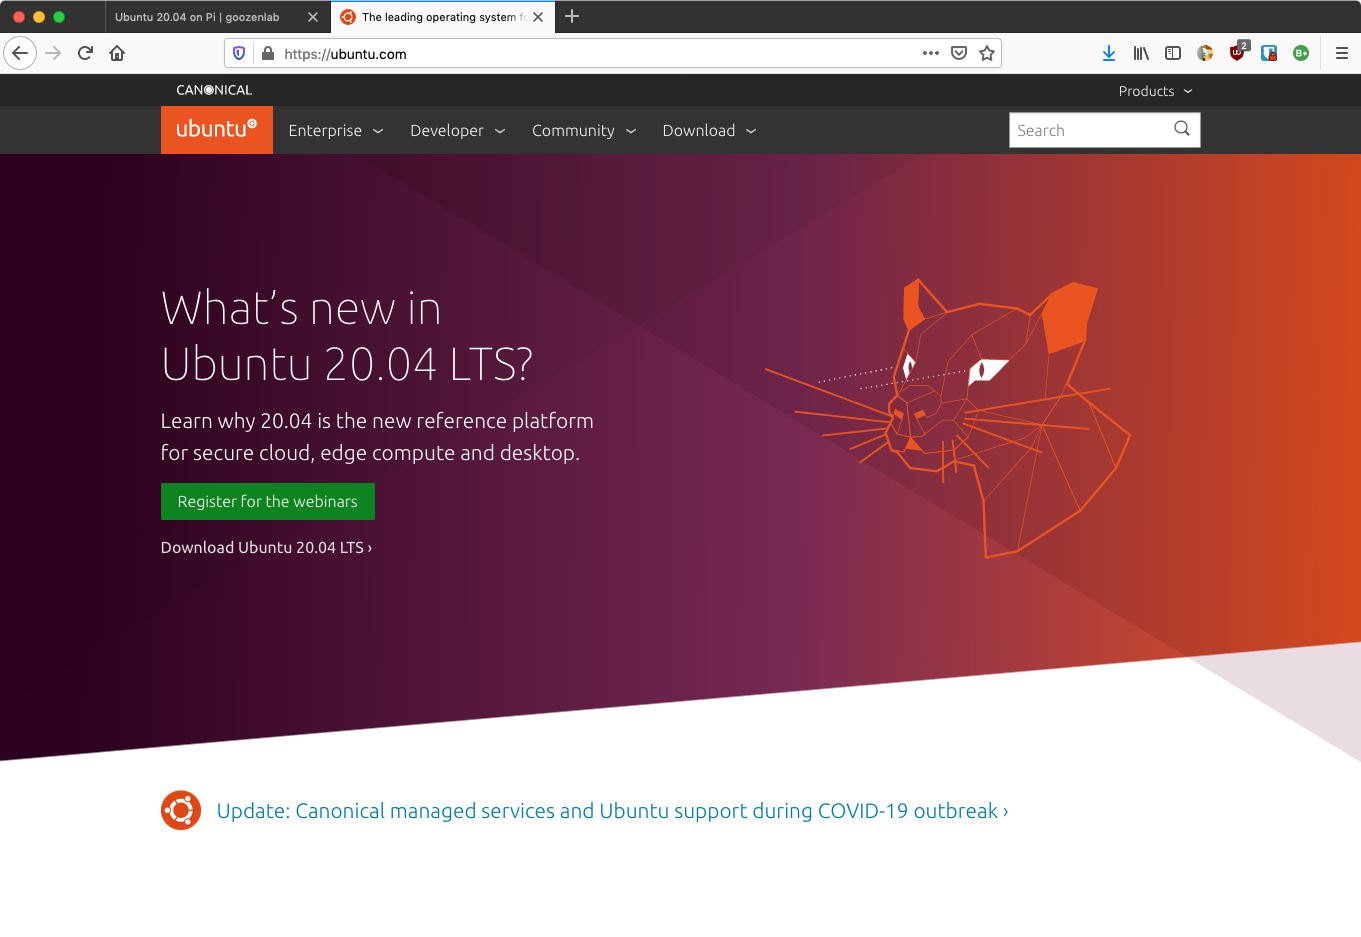 Ubuntu 20.04 on Pi | goozenlab
The leading operating system fo
https://ubuntu.com
2
B+
CANONICAL
Products
ubuntu
Enterprise
Developer
Community
Download
Search
What's new in
Ubuntu 20.04 LTS?
Learn why 20.04 is the new reference platform
for secure cloud, edge compute and desktop.
Register for the webinars
Download Ubuntu 20.04 LTS ›
Update: Canonical managed services and Ubuntu support during COVID-19 outbreak ›